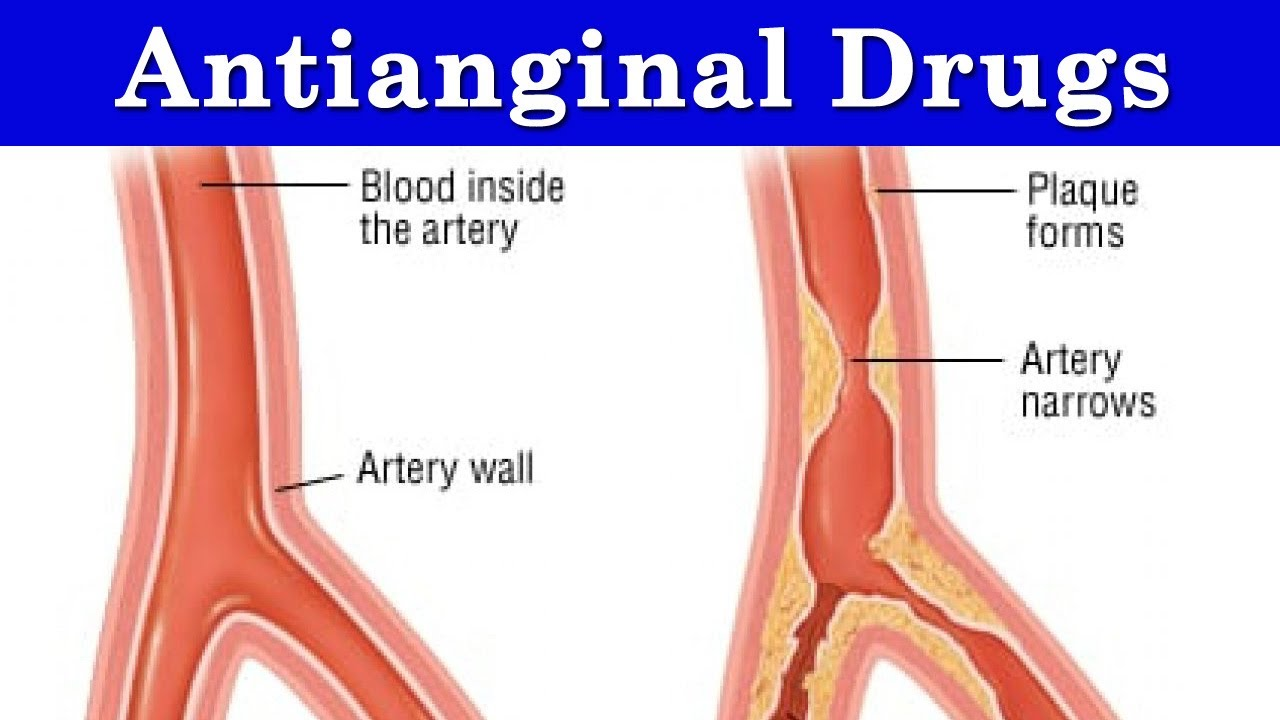 Antianginal Drugs
Blood inside
the artery
Artery wall
Plaque
forms
Artery
narrows